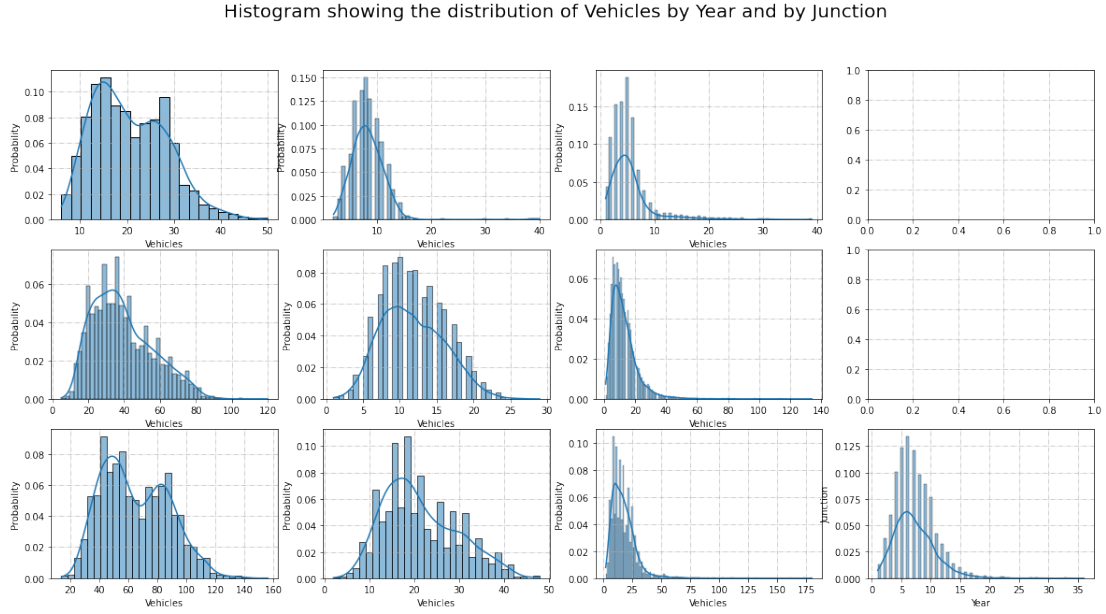 Histogram showing the distribution of Vehicles by Year and by Junction
Probability
0.10
0.08
0.06
0.04
0.02
0.00
10 20 30 40 50
Vehicles
Probability
0.150
0.125
0.100
0.075
0.050
0.025
0.000
0 10 20 30 40
Vehicles
Probability
0.15
0.10
0.05
0.00
0 10 20 30 40
Vehicles
1.0
0.8
0.6
0.4
0.2
0.0
0.0 0.2 0.4 0.6 0.8 1.0
Probability
0.06
0.04
0.02
0.00
0 20 40 60 80 100 120
Vehicles
Probability
0.08
0.06
0.04
0.02
0.00
0 5 10 15 20 25 30
Vehicles
Probability
0.06
0.04
0.02
0.00
0 20 40 60 80 100 120 140
Vehicles
1.0
0.8
0.6
0.4
0.2
0.0
0.0 0.2 0.4 0.6 0.8 1.0
Probability
0.08
0.06
0.04
0.02
0.00
20 40 60 80 100 120 140 160
Vehicles
Probability
0.10
0.08
0.06
0.04
0.02
0.00
0 10 20 30 40 50
Vehicles
Probability
0.10
0.08
0.06
0.04
0.02
0.00
0 25 50 75 100 125 150 175
Vehicles
Junction
0.125
0.100
0.075
0.050
0.025
0.000
0 5 10 15 20 25 30 35
Year